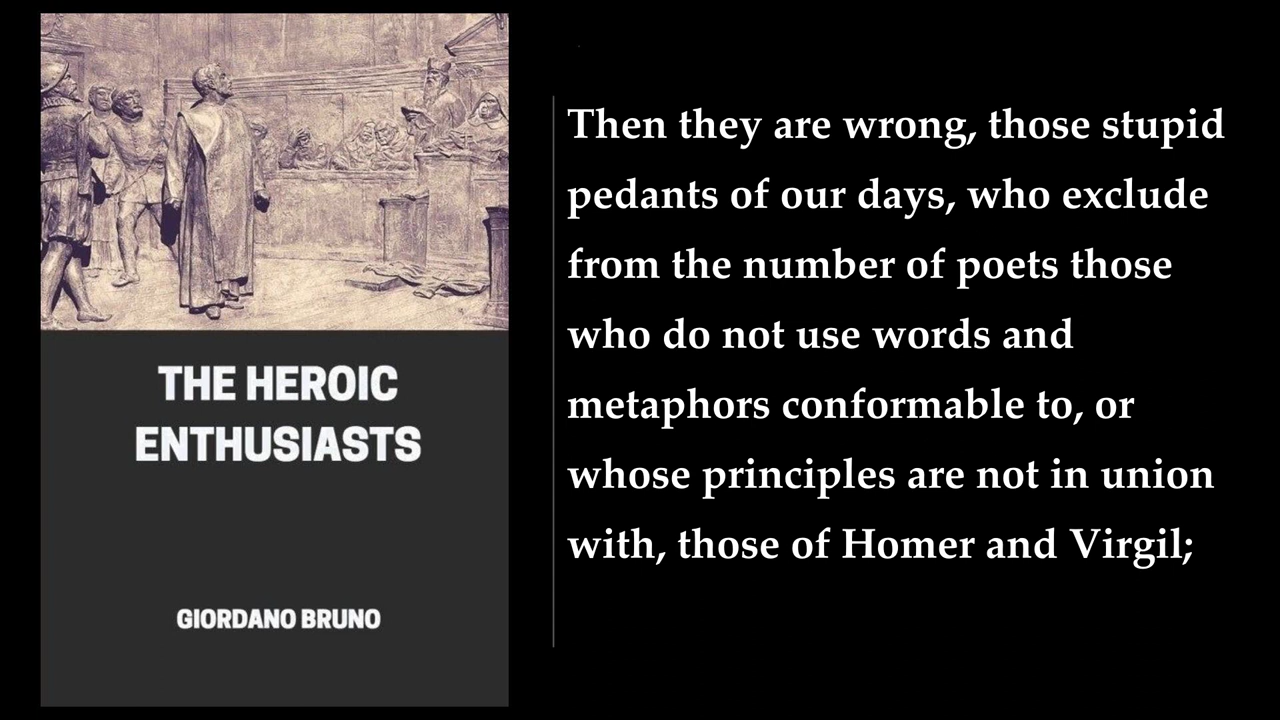 THE HEROIC
ENTHUSIASTS
GIORDANO BRUNO
Then they are wrong, those stupid
pedants of our days, who exclude
from the number of poets those
who do not use words and
metaphors conformable to, or
whose principles are not in union
with, those of Homer and Virgil;